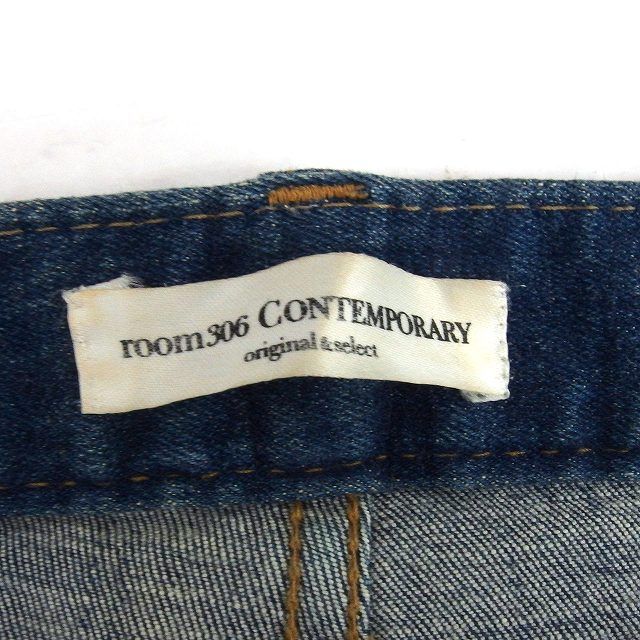 room306 CONTEMPORARY
original & select